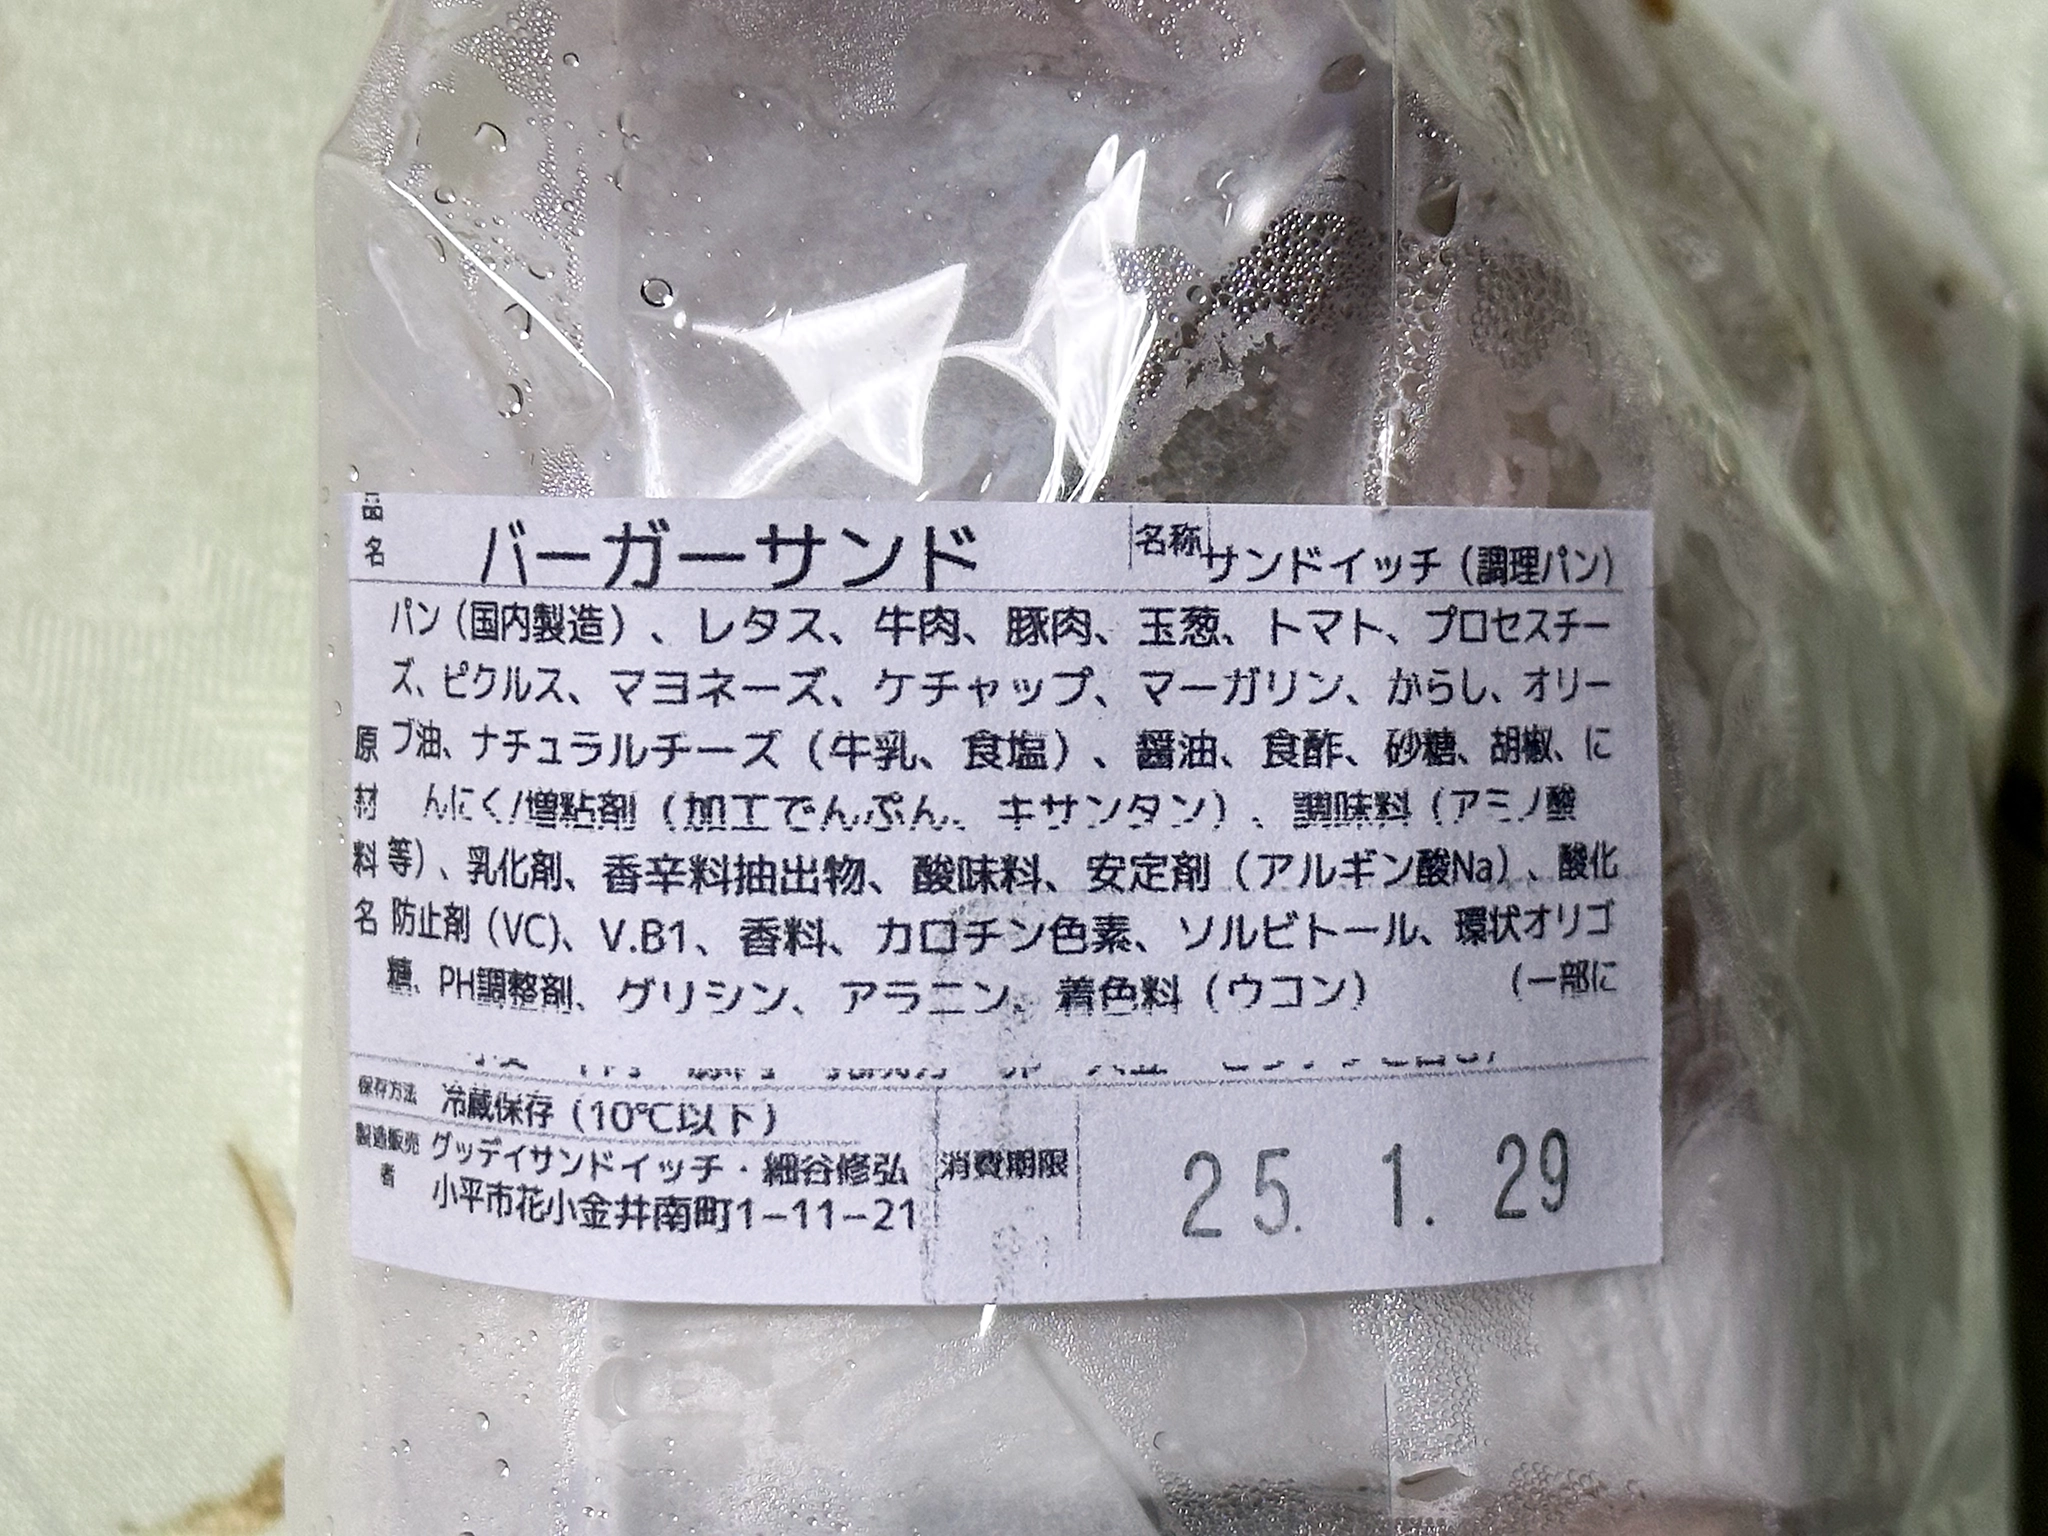 品名 バーガーサンド 名称 サンドイッチ（調理パン）
パン（国内製造）、レタス、牛肉、豚肉、玉葱、トマト、プロセスチー
ズ、ピクルス、マヨネーズ、ケチャップ、マーガリン、からし、オリー
原 ブ油、ナチュラルチーズ（牛乳、食塩）、醤油、食酢、砂糖、胡椒、に
材 んにく/増粘剤（加工でんぷん、キサンタン）、調味料（アミノ酸
料 等）、乳化剤、香辛料抽出物、酸味料、安定剤（アルギン酸Na）、酸化
名 防止剤（VC)、V.B1、香料、カロチン色素、ソルビトール、環状オリゴ
糖、PH調整剤、グリシン、アラニン、着色料（ウコン） （一部に
保存方法 冷蔵保存（10℃以下）
製造販売者 グッデイサンドイッチ・細谷修弘
小平市花小金井南町1−11−21
消費期限 25. 1. 29